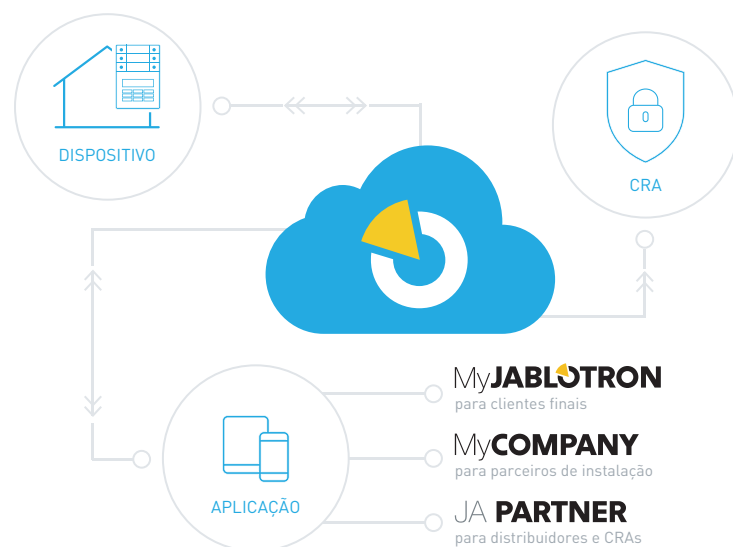 DISPOSITIVO
0
CRA
MyJABLOTRON
para clientes finais
MyCOMPANY
para parceiros de instalação
APLICAÇÃO
JA PARTNER
para distribuidores e CRAs